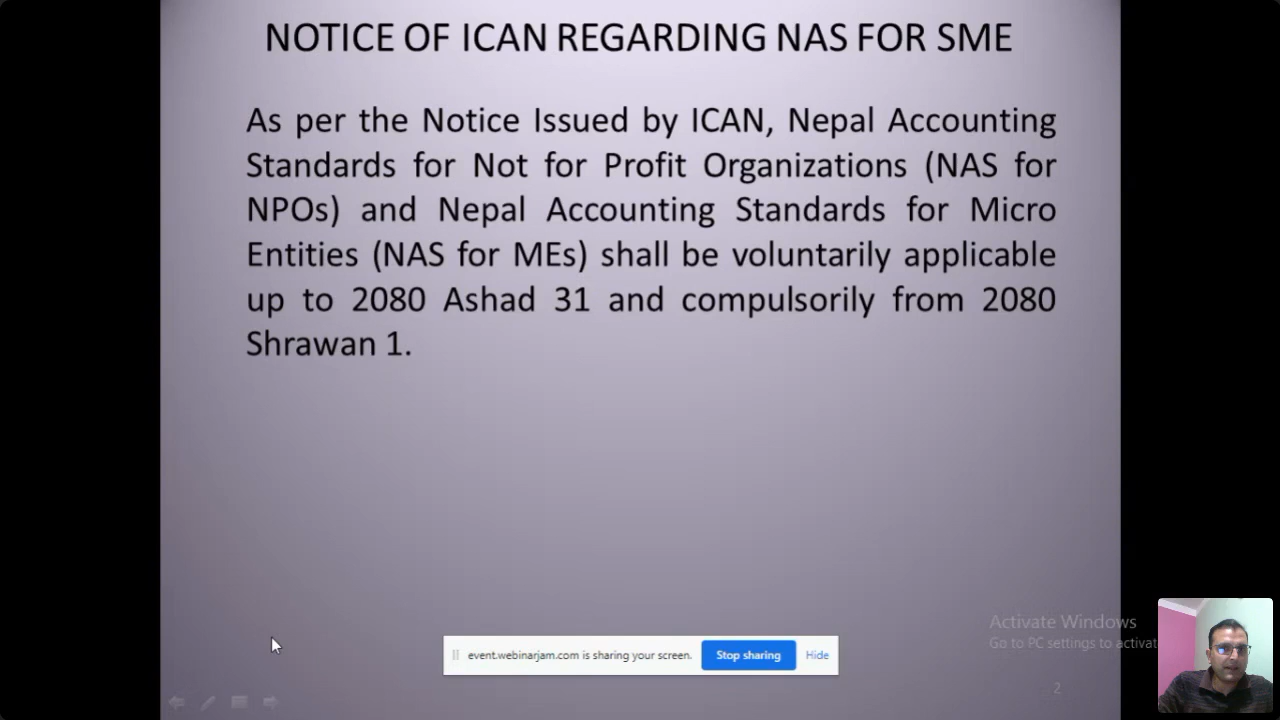 NOTICE OF ICAN REGARDING NAS FOR SME
As per the Notice Issued by ICAN, Nepal Accounting
Standards for Not for Profit Organizations (NAS for
NPOs) and Nepal Accounting Standards for Micro
Entities (NAS for MEs) shall be voluntarily applicable
up to 2080 Ashad 31 and compulsorily from 2080
Shrawan 1.
Activate Windows
Go to PC settings to activat
event.webinarjam.com is sharing your screen. Stop sharing Hide
2